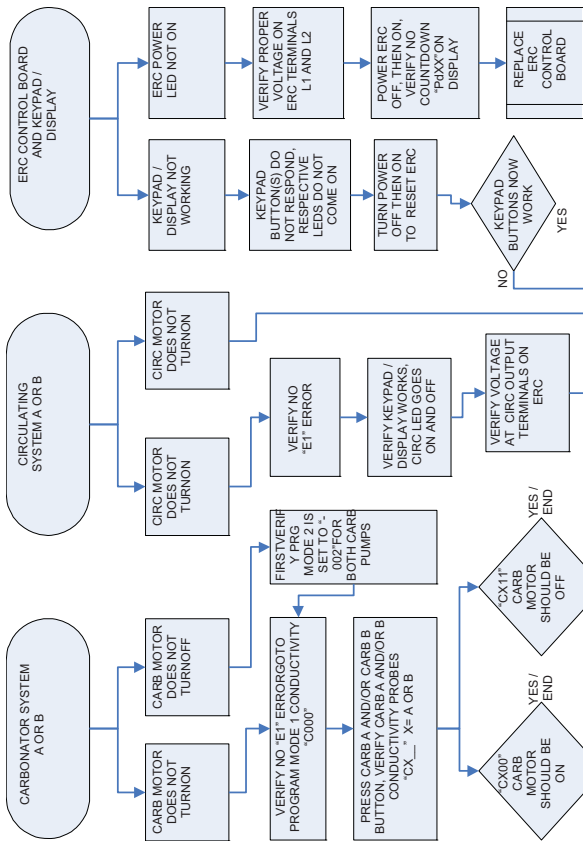 CARBONATOR SYSTEM
A OR B
CARB MOTOR
DOES NOT
TURNON
CARB MOTOR
DOES NOT
TURNOFF
FIRSTVERIF
Y PRG
MODE 2 IS
SET TO "-
002"FOR
BOTH CARB
PUMPS
VERIFY NO "E1" ERRORGOTO
PROGRAM MODE 1 CONDUCTIVITY
"C000"
PRESS CARB A AND/OR CARB B
BUTTON, VERIFY CARB A AND/OR B
CONDUCTIVITY PROBES
"CX__" X= A OR B
"CX00"
CARB
MOTOR
SHOULD BE
ON
YES /
END
"CX11"
CARB
MOTOR
SHOULD BE
OFF
YES /
END
CIRCULATING
SYSTEM A OR B
CIRC MOTOR
DOES NOT
TURNON
CIRC MOTOR
DOES NOT
TURNON
VERIFY NO
"E1" ERROR
VERIFY KEYPAD /
DISPLAY WORKS,
CIRC LED GOES
ON AND OFF
VERIFY VOLTAGE
AT CIRC OUTPUT
TERMINALS ON
ERC
ERC CONTROL BOARD
AND KEYPAD /
DISPLAY
KEYPAD /
DISPLAY NOT
WORKING
KEYPAD
BUTTON(S) DO
NOT RESPOND,
RESPECTIVE
LEDS DO NOT
COME ON
TURN POWER
OFF THEN ON
TO RESET ERC
KEYPAD
BUTTONS NOW
WORK
NO
YES
ERC POWER
LED NOT ON
VERIFY PROPER
VOLTAGE ON
ERC TERMINALS
L1 AND L2
POWER ERC
OFF, THEN ON,
VERIFY NO
COUNTDOWN
"PdXX"ON
DISPLAY
REPLACE
ERC
CONTROL
BOARD